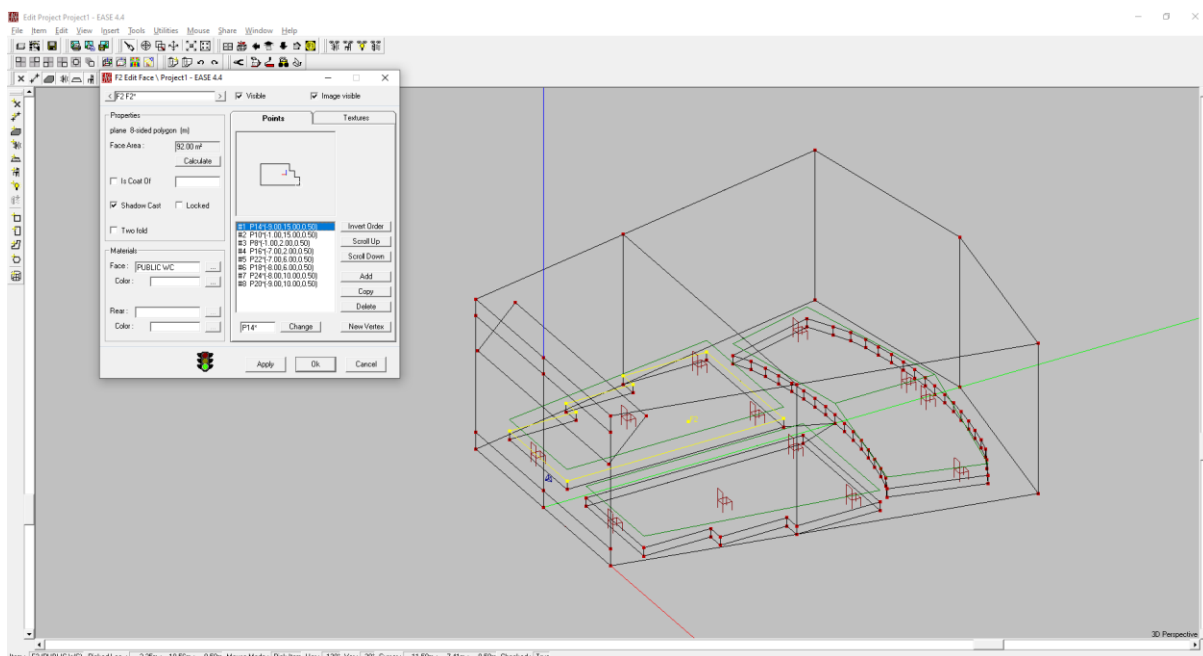 Edit Project Project1 - EASE 4.4
File Item Edit View Insert Tools Utilities Mouse Share Window Help
F2 Edit Face \ Project1 - EASE 4.4
F2 F2*
Visible
Image visible
Properties
plane 8-sided polygon (m)
Face Area :
92.00 m²
Calculate
Is Coat Of
Shadow Cast
Locked
Two fold
Materials
Face :
PUBLIC WC
...
Color :
...
Rear :
Color :
Points
Textures
#1 P14*(-9.00,15.00,0.50)
#2 P10*(-1.00,15.00,0.50)
#3 P8*(-1.00,2.00,0.50)
#4 P16*(-7.00,2.00,0.50)
#5 P22*(-7.00,6.00,0.50)
#6 P18*(-8.00,6.00,0.50)
#7 P24*(-8.00,10.00,0.50)
#8 P20*(-9.00,10.00,0.50)
Invert Order
Scroll Up
Scroll Down
Add
Copy
Delete
P14*
Change
New Vertex
Apply
Ok
Cancel
3D Perspective